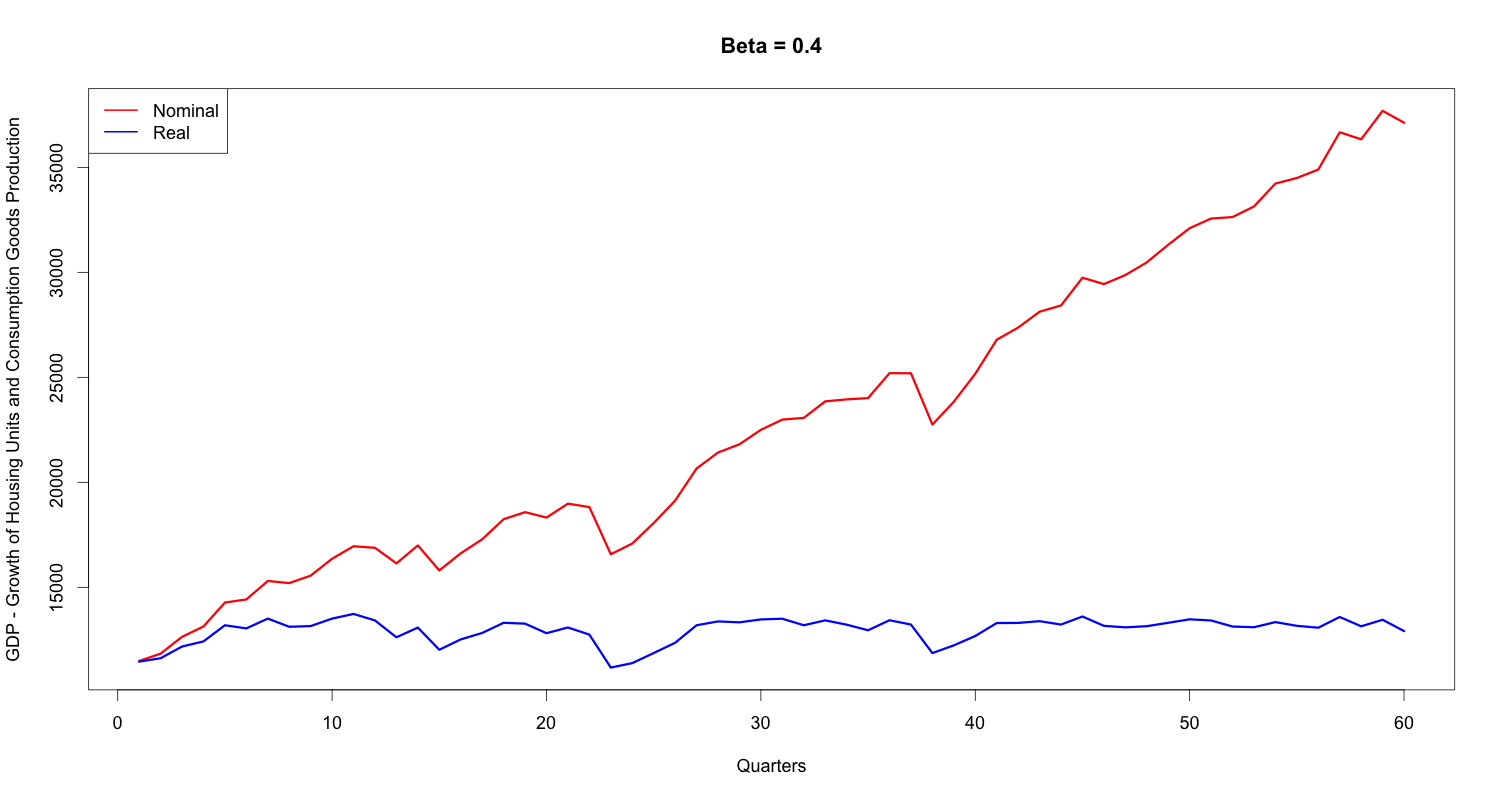 Beta = 0.4
Nominal
Real
GDP - Growth of Housing Units and Consumption Goods Production
35000
30000
25000
20000
15000
0 10 20 30 40 50 60
Quarters